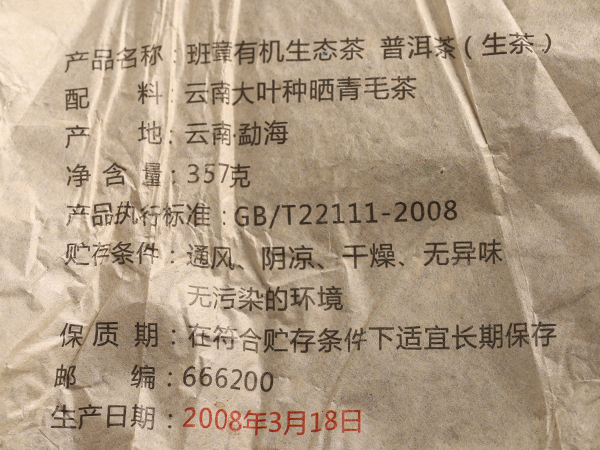 产品名称：班蔁有机生态茶 普洱茶（生茶）
配 料：云南大叶种晒青毛茶
产 地：云南·勐海
净 含 量：357克
产品执行标准：GB/T22111-2008
贮存条件：通风、阴凉、干燥、无异味
无污染的环境
保 质 期：在符合贮存条件下适宜长期保存
邮 编：666200
生产日期：2008年3月18日